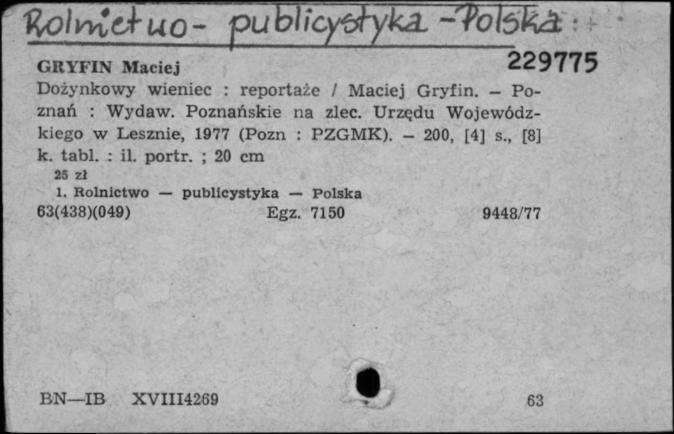 Rolnictwo - publicystyka - Polska
229775
GRYFIN Maciej
Dożynkowy wieniec : reportaże / Maciej Gryfin. — Po-
znań : Wydaw. Poznańskie na zlec. Urzędu Wojewódz-
kiego w Lesznie, 1977 (Pozn : PZGMK). — 200, [4] s., [8]
k. tabl. : il. portr. ; 20 cm
25 zł
1. Rolnictwo — publicystyka — Polska
63(438)(049) Egz. 7150 9448/77
BN—IB XVIII4269 63